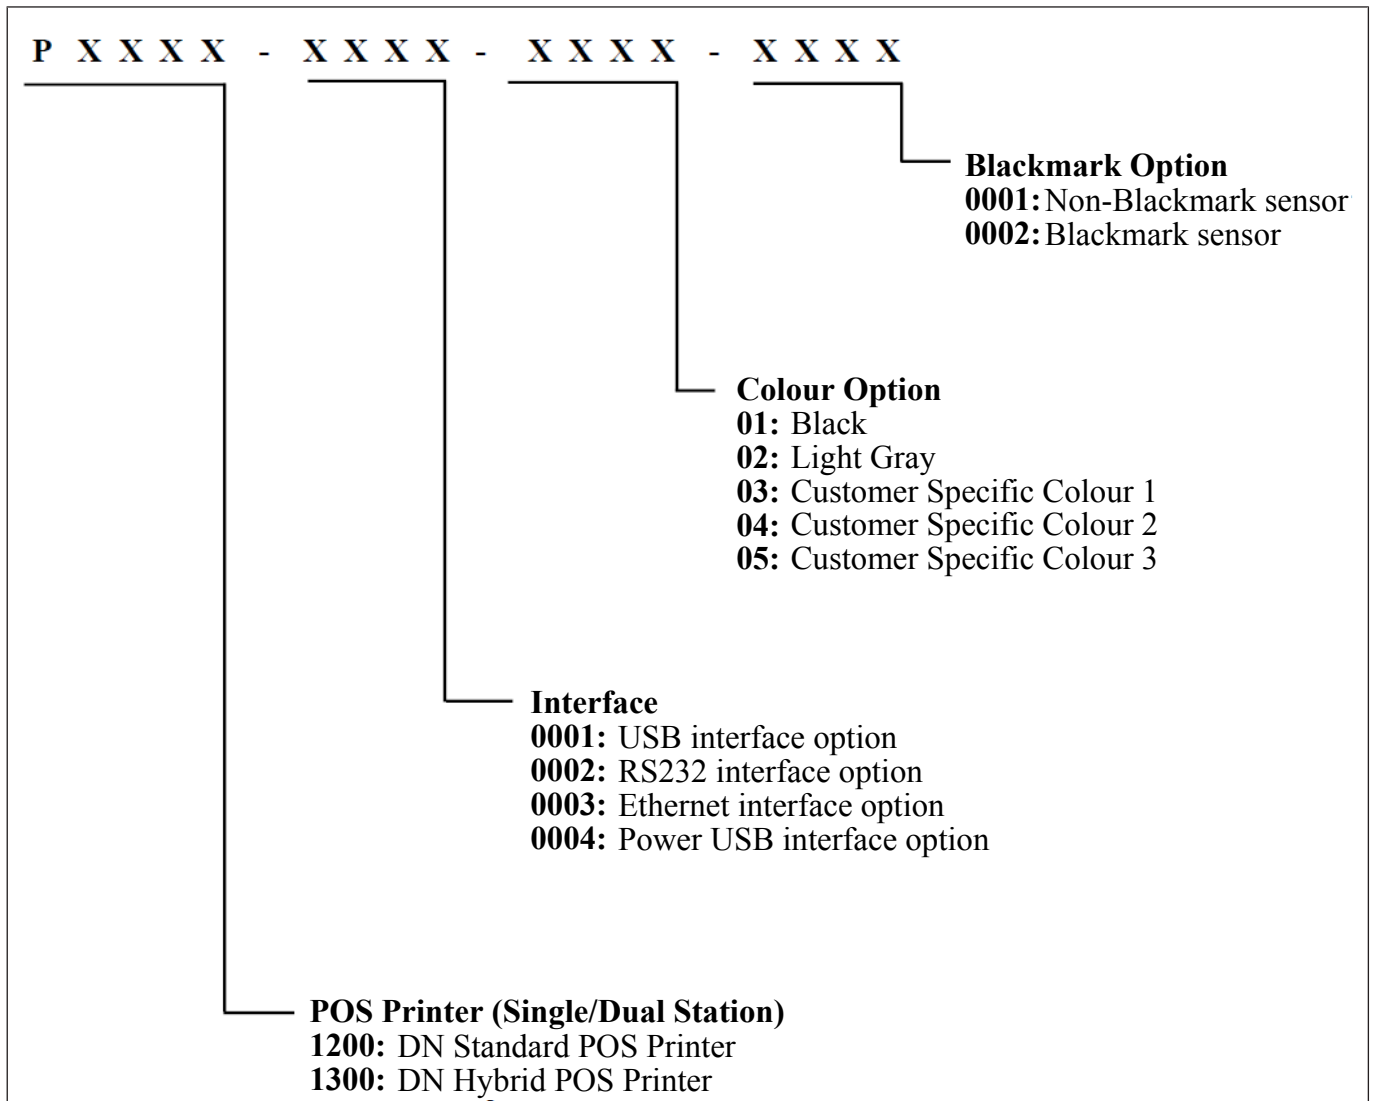 P X X X X - X X X X - X X X X - X X X X
Blackmark Option
0001: Non-Blackmark sensor
0002: Blackmark sensor
Colour Option
01: Black
02: Light Gray
03: Customer Specific Colour 1
04: Customer Specific Colour 2
05: Customer Specific Colour 3
Interface
0001: USB interface option
0002: RS232 interface option
0003: Ethernet interface option
0004: Power USB interface option
POS Printer (Single/Dual Station)
1200: DN Standard POS Printer
1300: DN Hybrid POS Printer